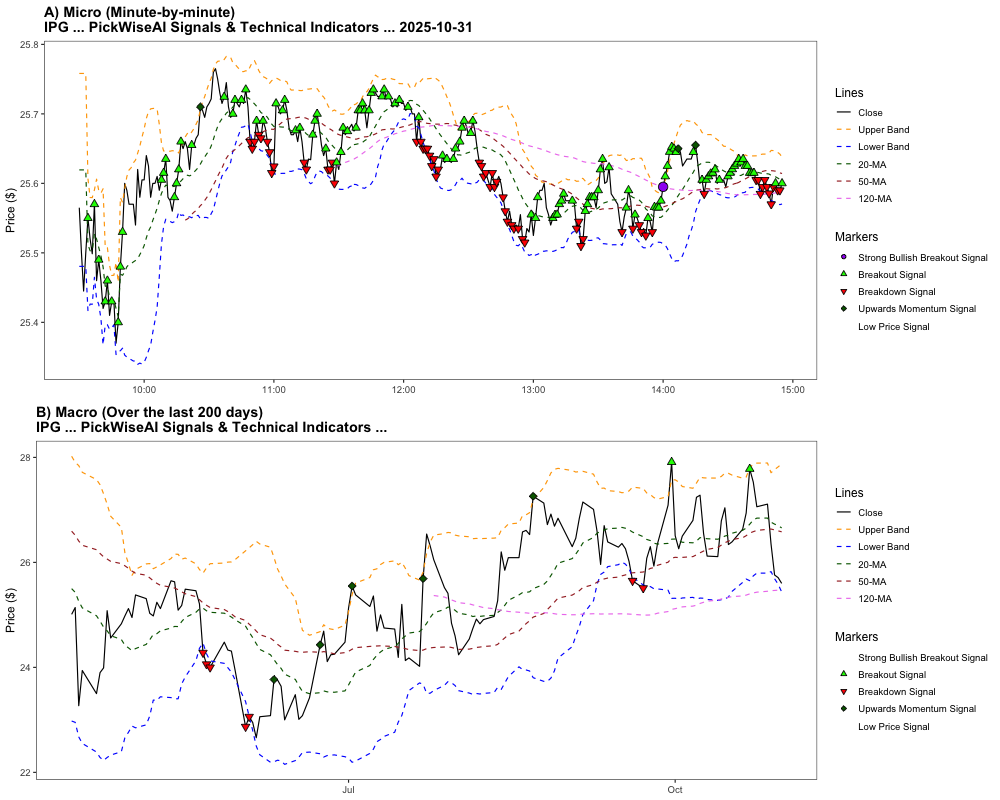 A) Micro (Minute-by-minute)
IPG ... PickWiseAI Signals & Technical Indicators ... 2025-10-31
25.8
25.7
25.6
25.5
25.4
Price ($)
10:00
11:00
12:00
13:00
14:00
15:00
Lines
Close
Upper Band
Lower Band
20-MA
50-MA
120-MA
Markers
Strong Bullish Breakout Signal
Breakout Signal
Breakdown Signal
Upwards Momentum Signal
Low Price Signal
B) Macro (Over the last 200 days)
IPG ... PickWiseAI Signals & Technical Indicators ...
28
26
24
22
Price ($)
Jul
Oct
Lines
Close
Upper Band
Lower Band
20-MA
50-MA
120-MA
Markers
Strong Bullish Breakout Signal
Breakout Signal
Breakdown Signal
Upwards Momentum Signal
Low Price Signal